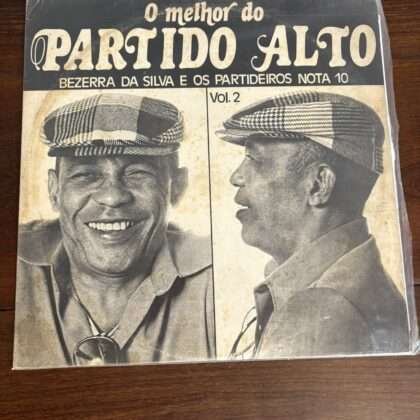 O melhor do
PARTIDO ALTO
BEZERRA DA SILVA E OS PARTIDEIROS NOTA 10
Vol. 2